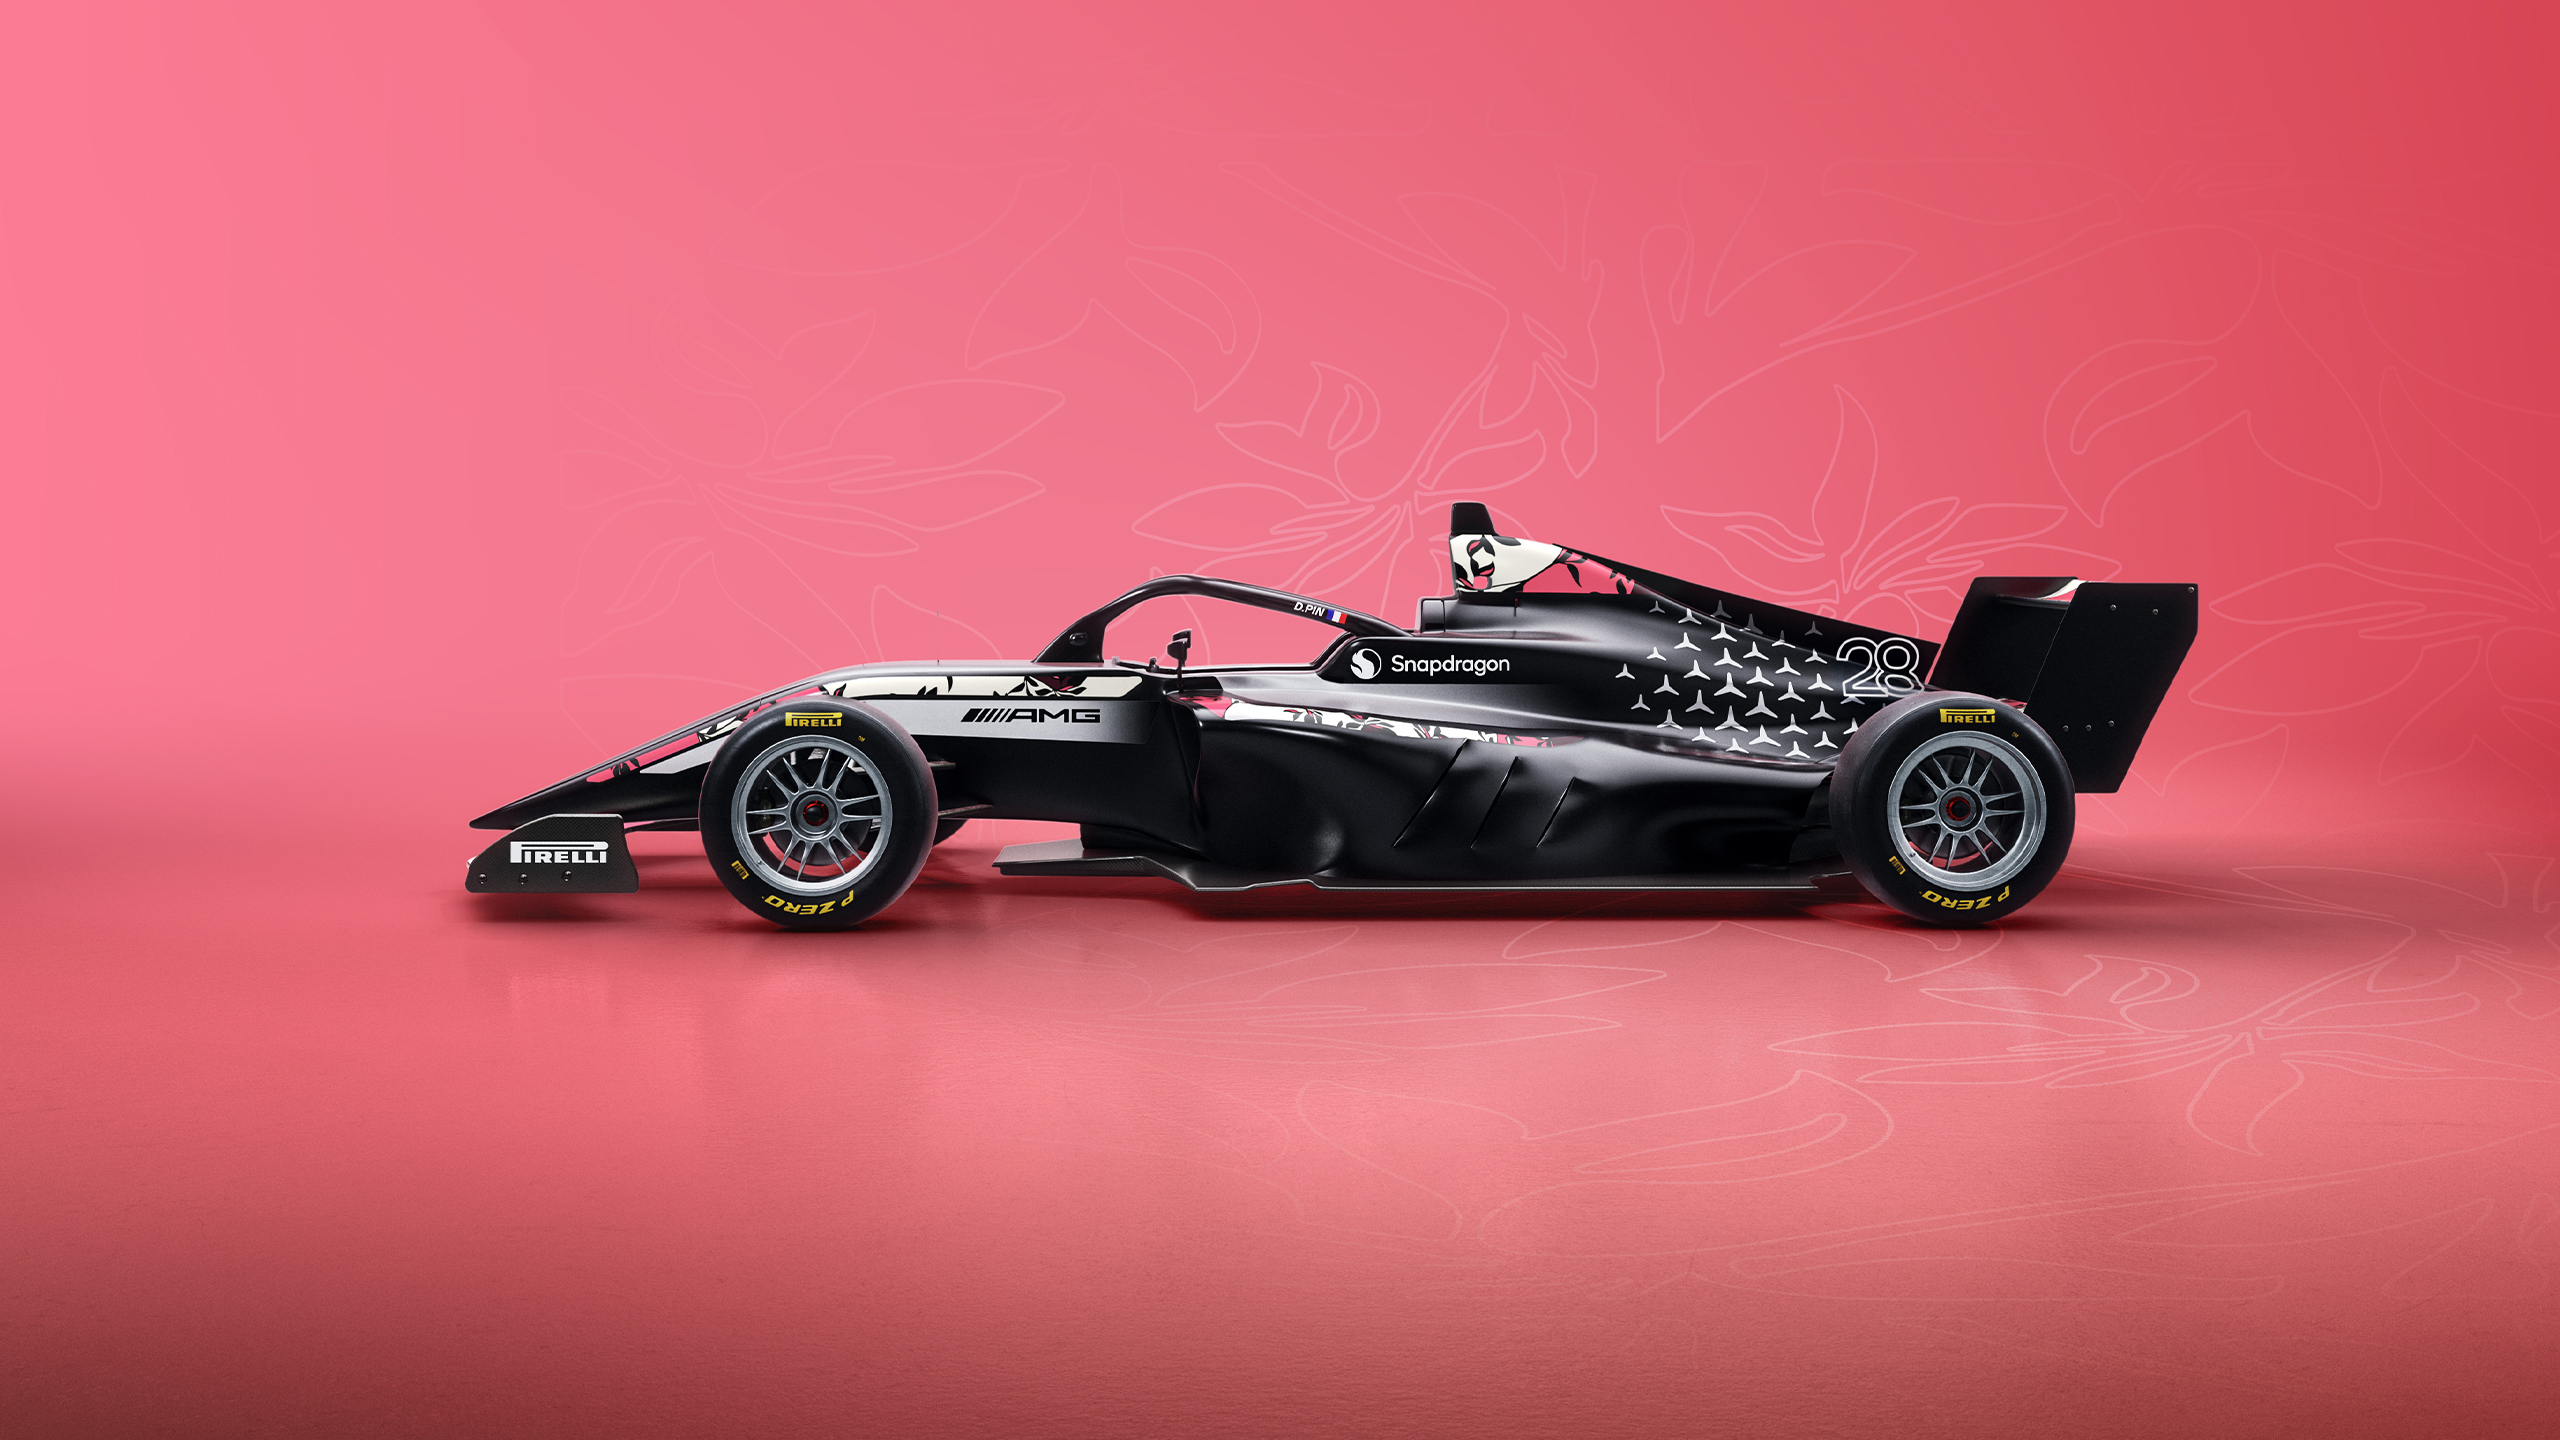 D.PIN
Snapdragon
28
AMG
PIRELLI
PIRELLI
PIRELLI
P ZERO
P ZERO